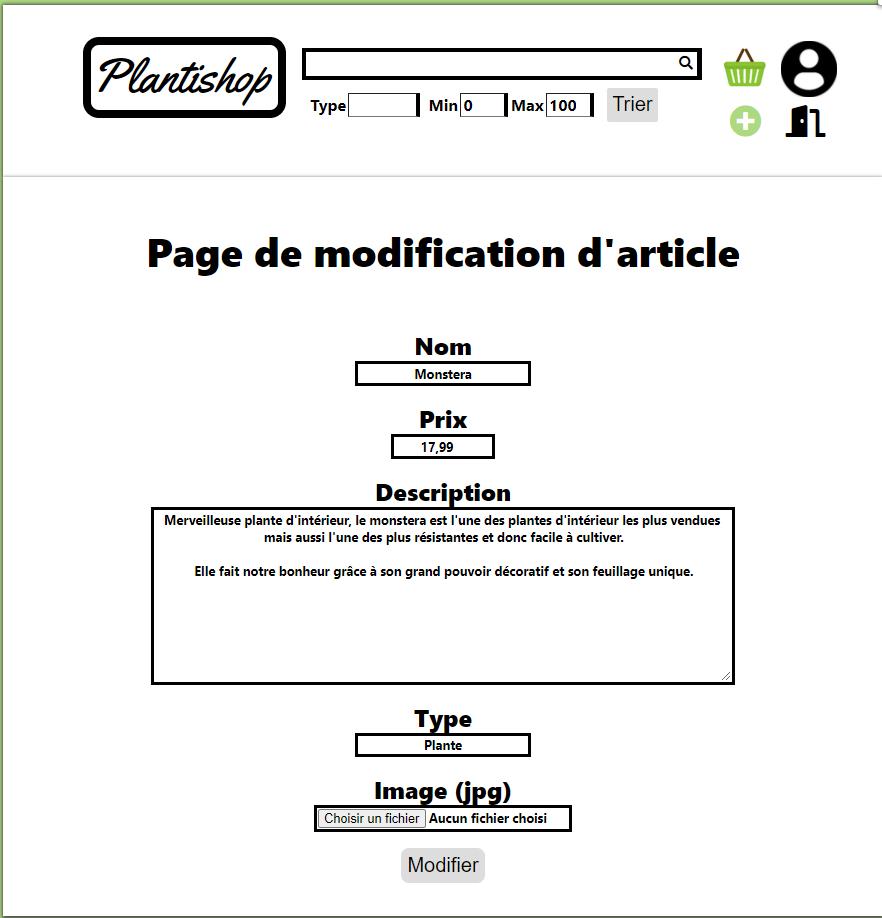 Plantishop
Type Min 0 Max 100 Trier
Page de modification d'article
Nom
Monstera
Prix
17,99
Description
Merveilleuse plante d'intérieur, le monstera est l'une des plantes d'intérieur les plus vendues
mais aussi l'une des plus résistantes et donc facile à cultiver.
Elle fait notre bonheur grâce à son grand pouvoir décoratif et son feuillage unique.
Type
Plante
Image (jpg)
Choisir un fichier Aucun fichier choisi
Modifier